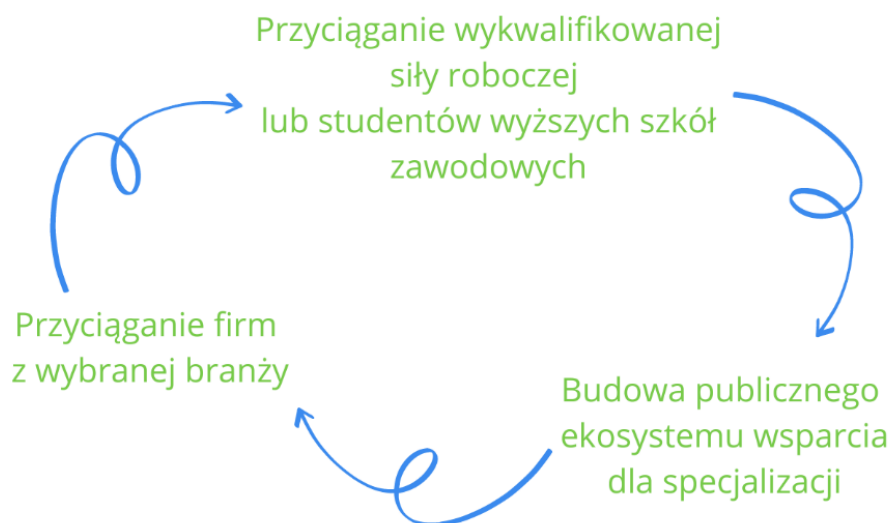 Przyciąganie wykwalifikowanej
siły roboczej
lub studentów wyższych szkół
zawodowych
Przyciąganie firm
z wybranej branży
Budowa publicznego
ekosystemu wsparcia
dla specjalizacji